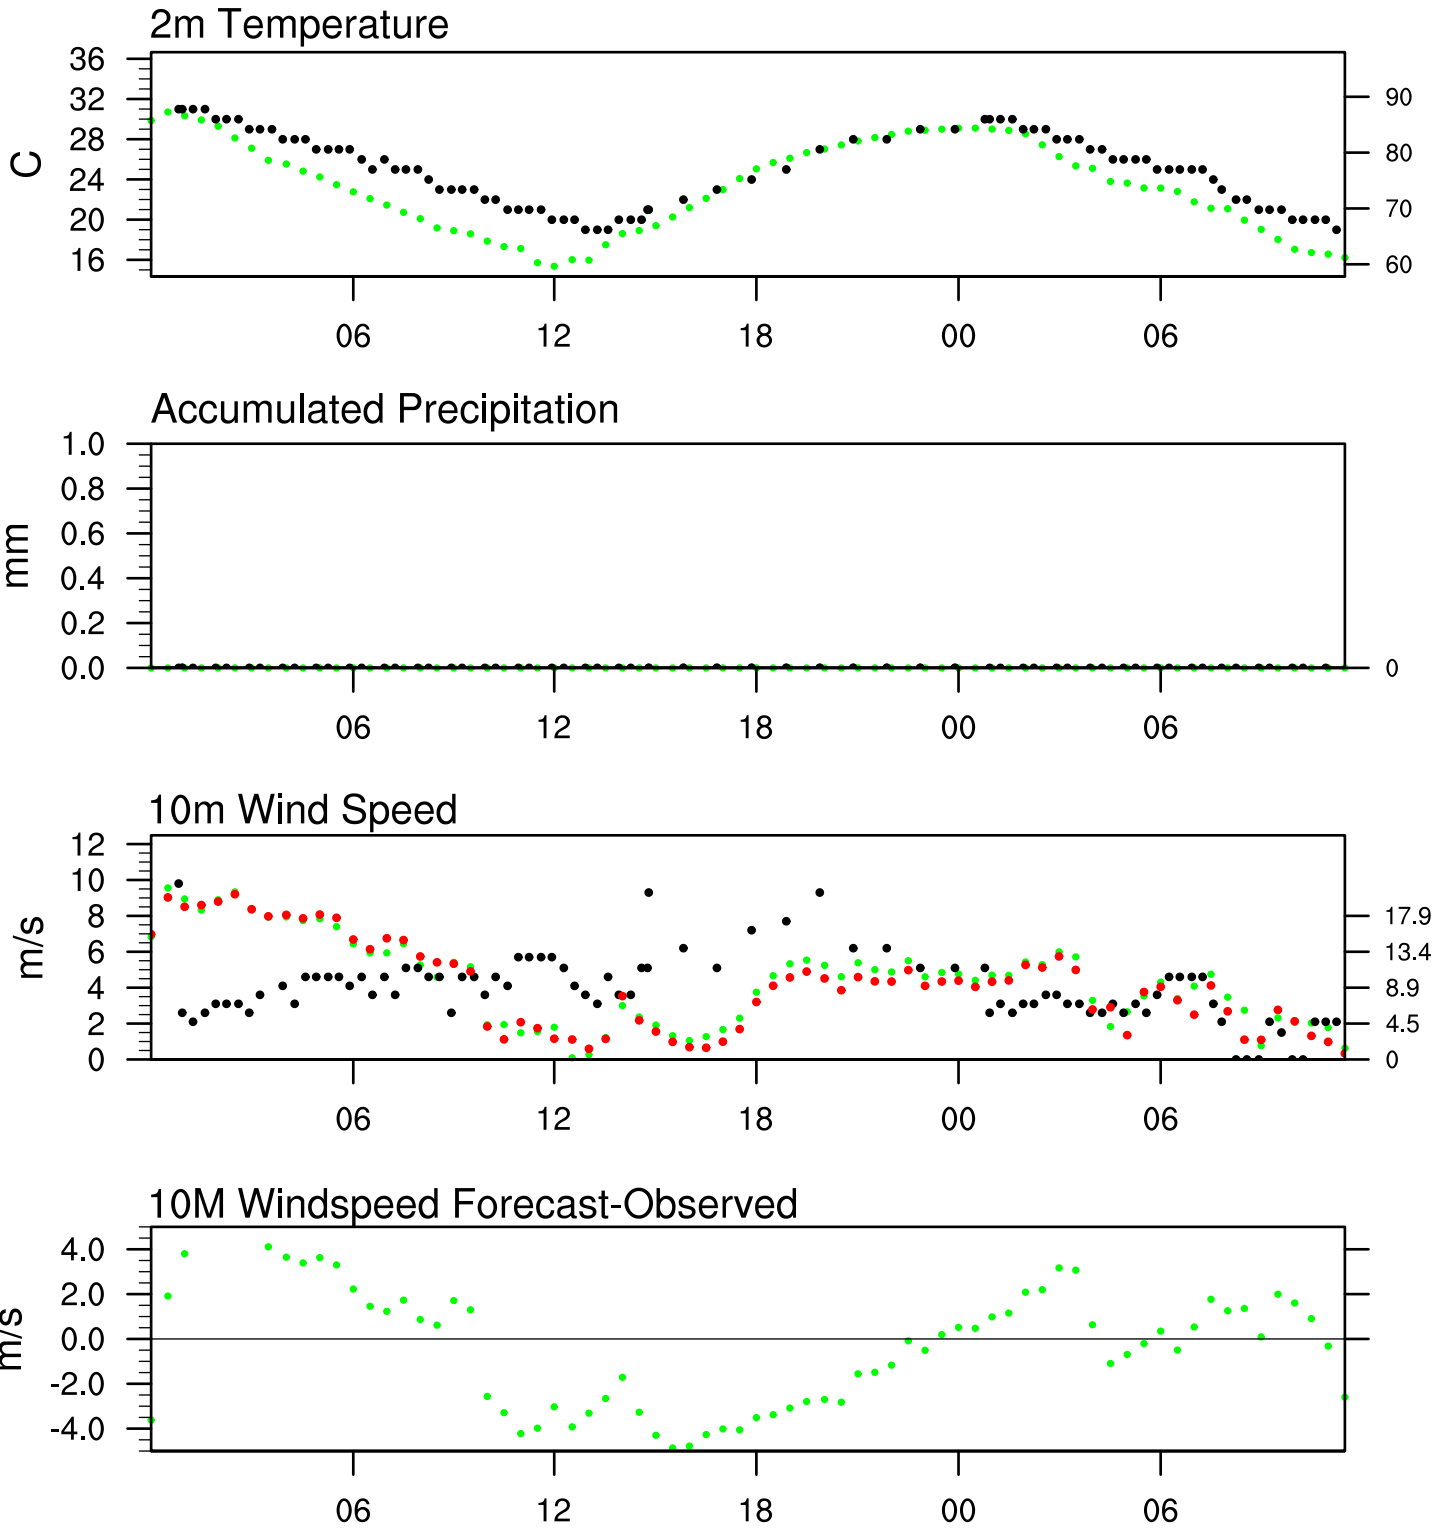 2m Temperature
36
32
28
24
20
16
C
90
80
70
60
06 12 18 00 06
Accumulated Precipitation
1.0
0.8
0.6
0.4
0.2
0.0
mm
0
06 12 18 00 06
10m Wind Speed
12
10
8
6
4
2
0
m/s
17.9
13.4
8.9
4.5
0
06 12 18 00 06
10M Windspeed Forecast-Observed
4.0
2.0
0.0
-2.0
-4.0
m/s
06 12 18 00 06